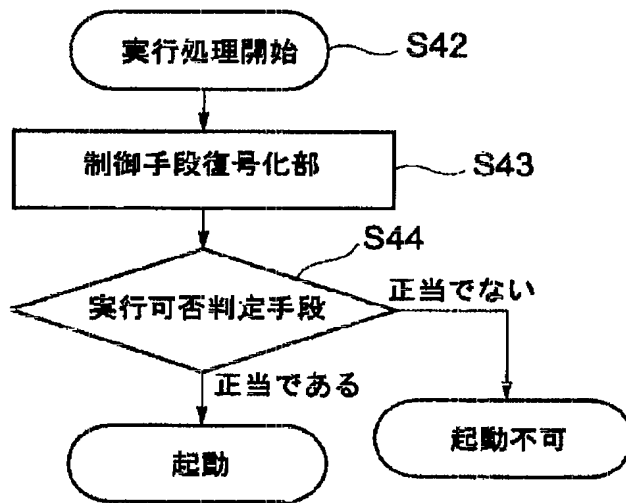 実行処理開始
S42
制御手段復号化部
S43
S44
実行可否判定手段
正当でない
正当である
起動
起動不可